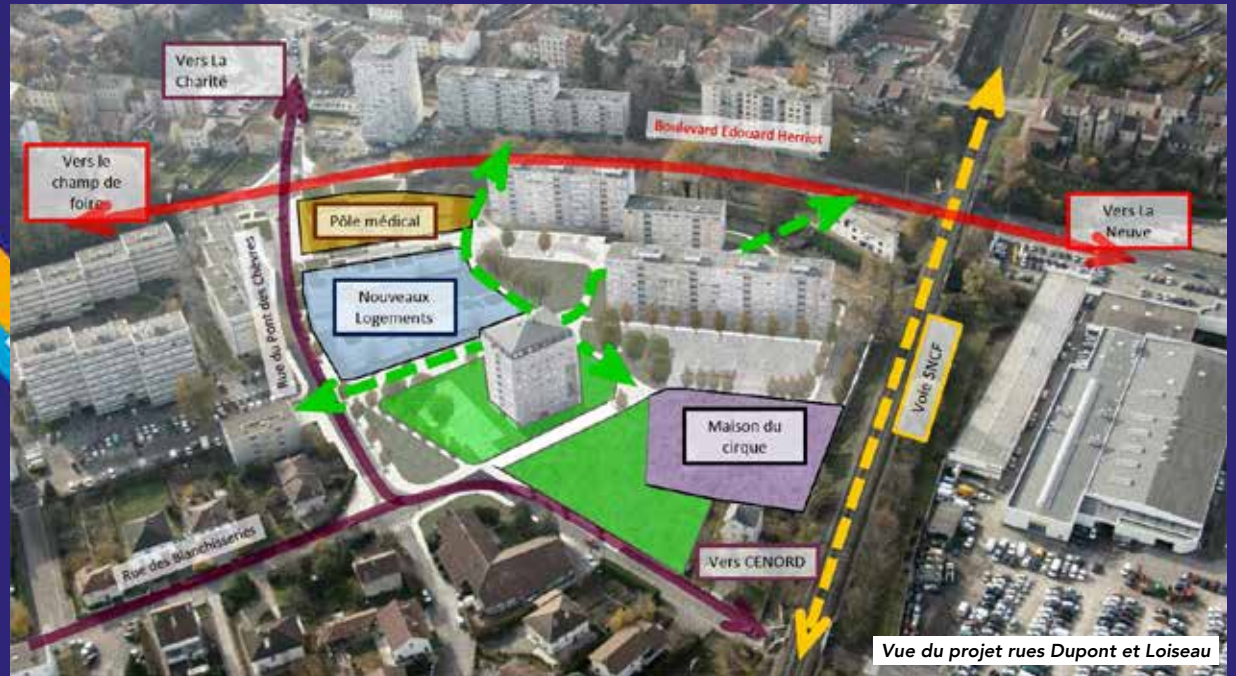 Vers La
Charité
Boulevard Edouard Herriot
Vers le
champ de
foire
Pôle médical
Vers La
Neuve
Rue du Pont des Chèvres
Nouveaux
Logements
Voie SNCF
Maison du
cirque
Rue des Blanchisseries
Vers CENORD
Vue du projet rues Dupont et Loiseau